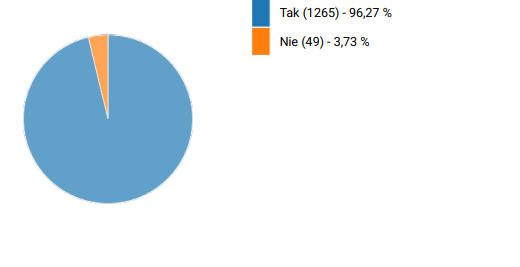 Tak (1265) - 96,27 %
Nie (49) - 3,73 %